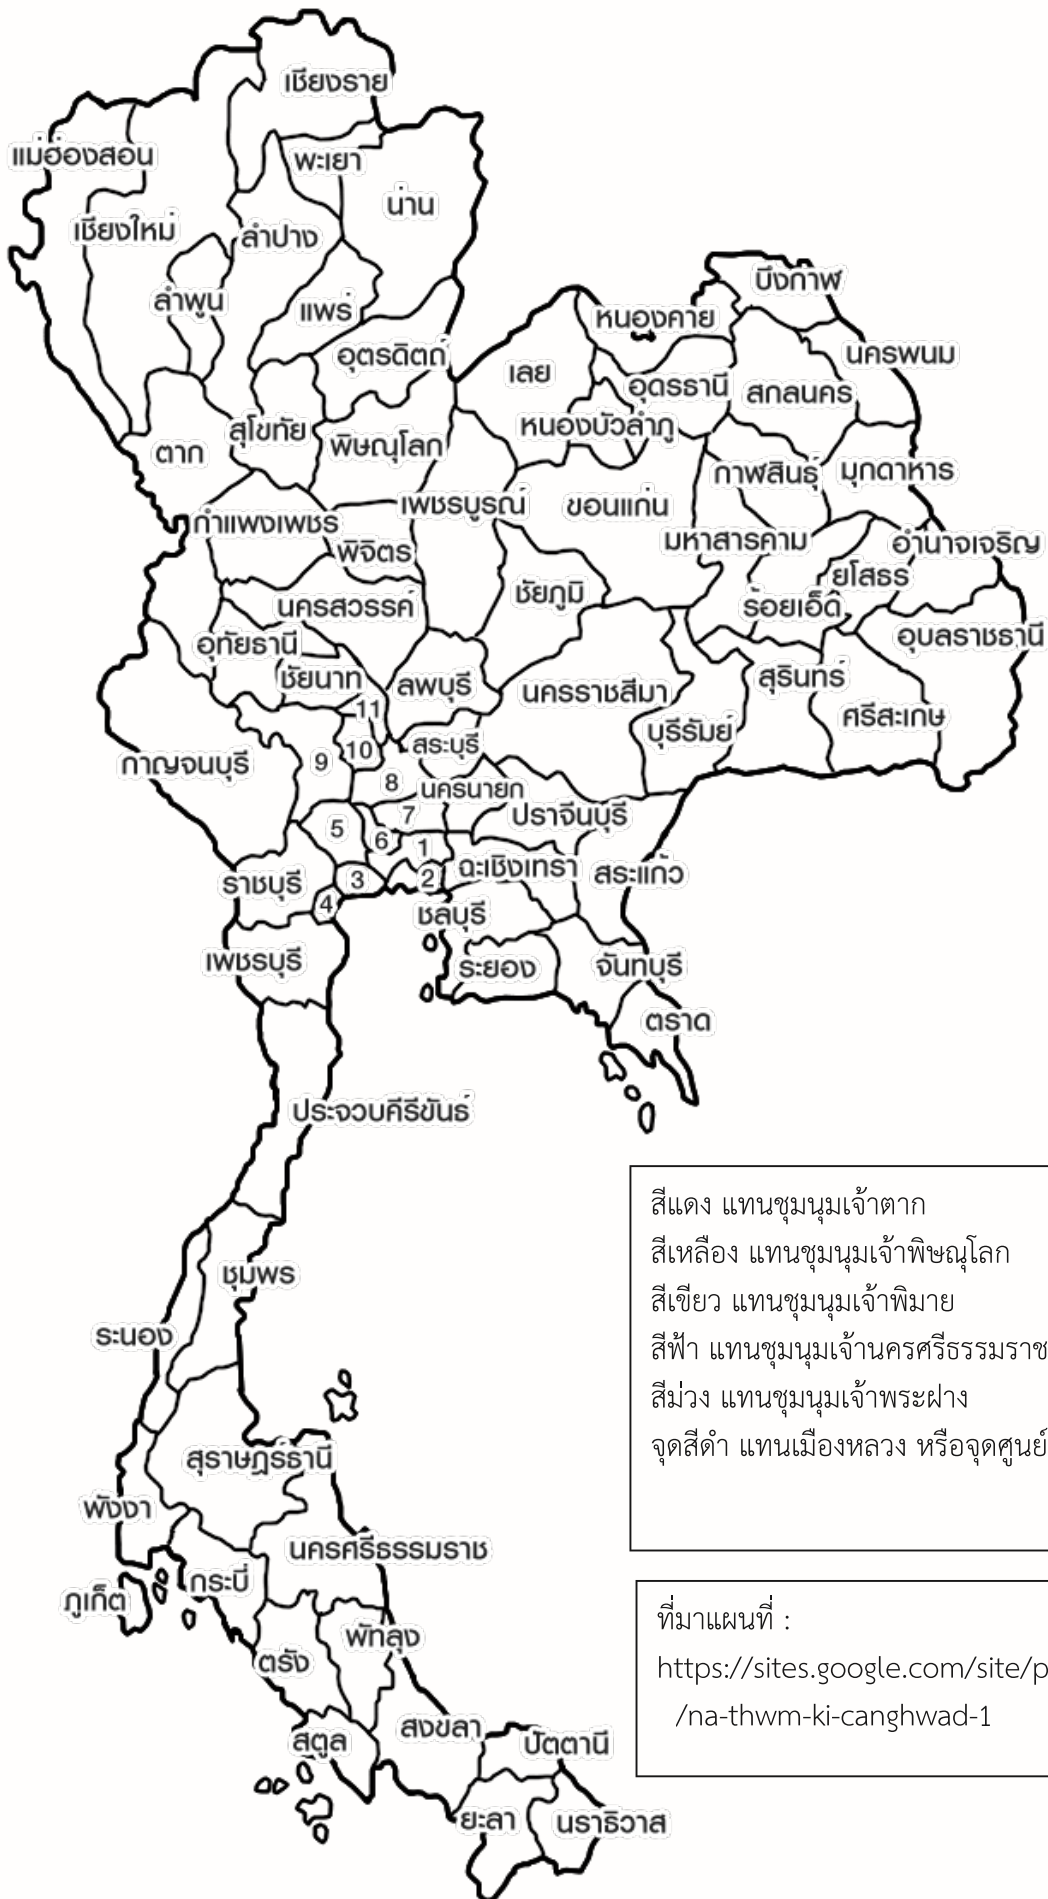 เชียงราย
แม่ฮ่องสอน
พะเยา
น่าน
เชียงใหม่
ลำปาง
ลำพูน
แพร่
บึงกาฬ
หนองคาย
อุตรดิตถ์
เลย
นครพนม
อุดรธานี
สกลนคร
สุโขทัย
หนองบัวลำภู
ตาก
พิษณุโลก
กาฬสินธุ์
มุกดาหาร
เพชรบูรณ์
ขอนแก่น
กำแพงเพชร
พิจิตร
มหาสารคาม
อำนาจเจริญ
ยโสธร
ชัยภูมิ
นครสวรรค์
ร้อยเอ็ด
อุบลราชธานี
อุทัยธานี
ชัยนาท
ลพบุรี
นครราชสีมา
สุรินทร์
11
ศรีสะเกษ
บุรีรัมย์
10
สระบุรี
กาญจนบุรี
9
8
นครนายก
7
ปราจีนบุรี
5
6
1
ฉะเชิงเทรา
สระแก้ว
ราชบุรี
3
2
4
ชลบุรี
เพชรบุรี
ระยอง
จันทบุรี
ตราด
ประจวบคีรีขันธ์
ชุมพร
ระนอง
สุราษฎร์ธานี
พังงา
นครศรีธรรมราช
กระบี่
ภูเก็ต
พัทลุง
ตรัง
สงขลา
สตูล
ปัตตานี
ยะลา
นราธิวาส
สีแดง แทนชุมนุมเจ้าตาก
สีเหลือง แทนชุมนุมเจ้าพิษณุโลก
สีเขียว แทนชุมนุมเจ้าพิมาย
สีฟ้า แทนชุมนุมเจ้านครศรีธรรมราช
สีม่วง แทนชุมนุมเจ้าพระฝาง
จุดสีดำ แทนเมืองหลวง หรือจุดศูนย์
ที่มาแผนที่ :
https://sites.google.com/site/p
/na-thwm-ki-canghwad-1